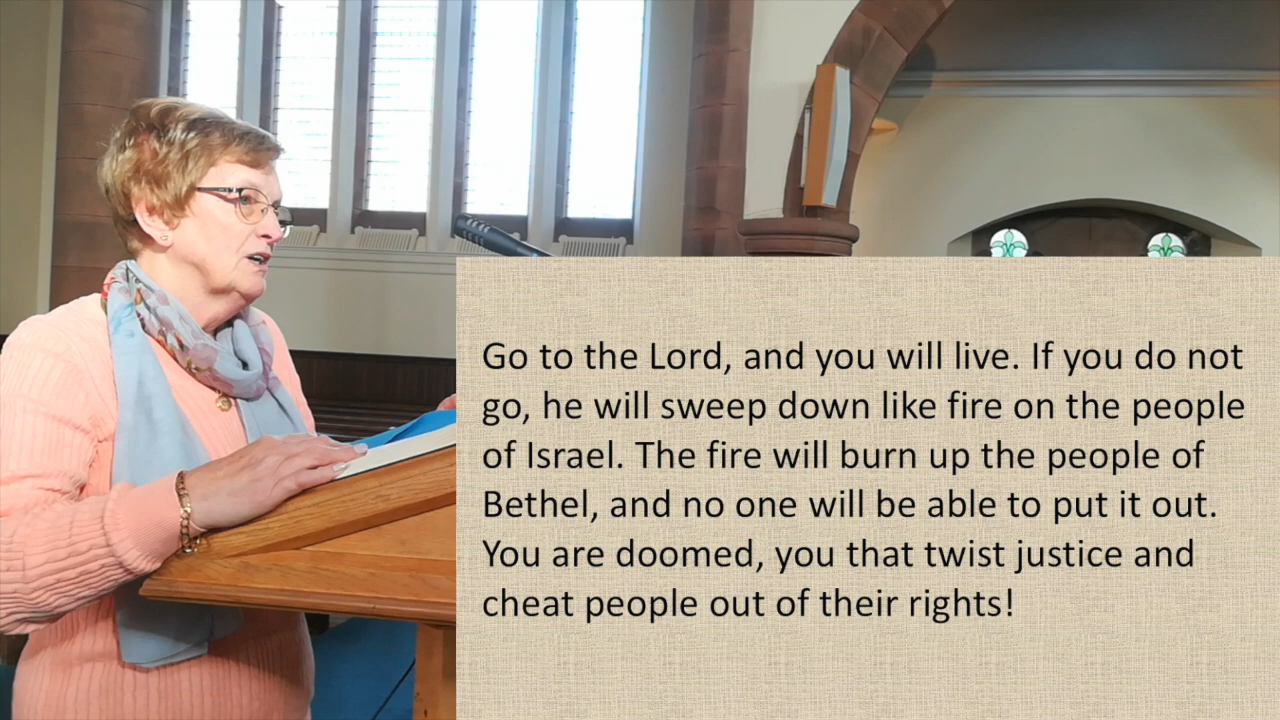 Go to the Lord, and you will live. If you do not
go, he will sweep down like fire on the people
of Israel. The fire will burn up the people of
Bethel, and no one will be able to put it out.
You are doomed, you that twist justice and
cheat people out of their rights!